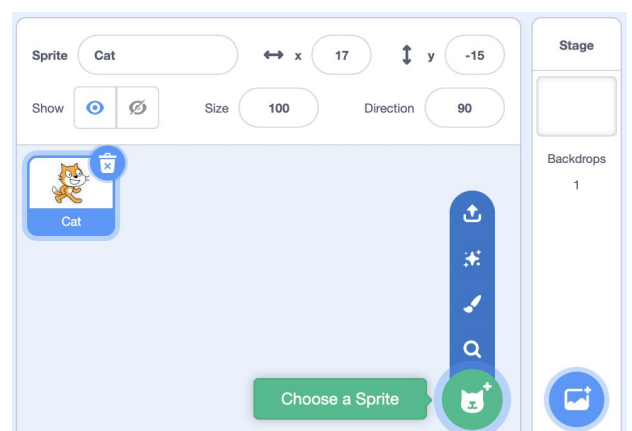 Sprite Cat x 17 y -15
Show Size 100 Direction 90
Cat
Choose a Sprite
Stage
Backdrops
1